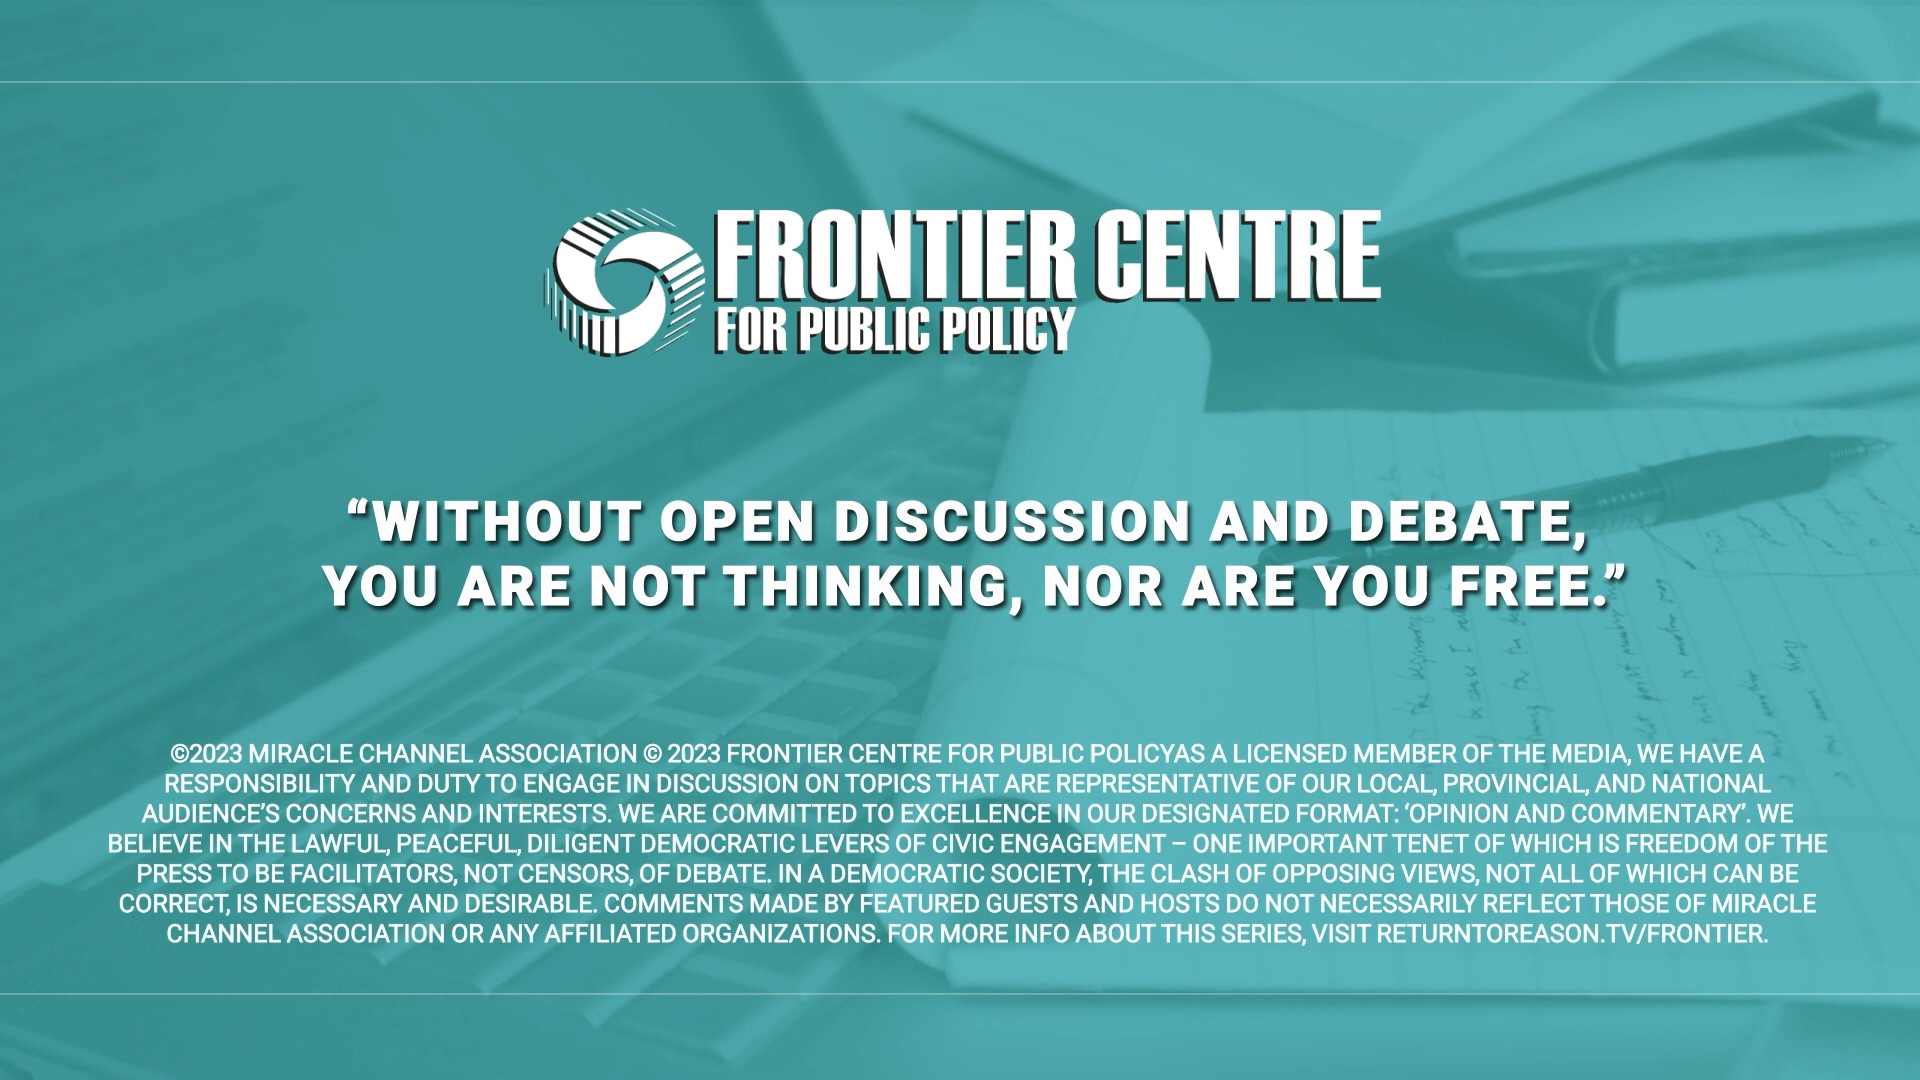 FRONTIER CENTRE
FOR PUBLIC POLICY
“WITHOUT OPEN DISCUSSION AND DEBATE,
YOU ARE NOT THINKING, NOR ARE YOU FREE.”
©2023 MIRACLE CHANNEL ASSOCIATION © 2023 FRONTIER CENTRE FOR PUBLIC POLICYAS A LICENSED MEMBER OF THE MEDIA, WE HAVE A
RESPONSIBILITY AND DUTY TO ENGAGE IN DISCUSSION ON TOPICS THAT ARE REPRESENTATIVE OF OUR LOCAL, PROVINCIAL, AND NATIONAL
AUDIENCE’S CONCERNS AND INTERESTS. WE ARE COMMITTED TO EXCELLENCE IN OUR DESIGNATED FORMAT: ‘OPINION AND COMMENTARY’. WE
BELIEVE IN THE LAWFUL, PEACEFUL, DILIGENT DEMOCRATIC LEVERS OF CIVIC ENGAGEMENT – ONE IMPORTANT TENET OF WHICH IS FREEDOM OF THE
PRESS TO BE FACILITATORS, NOT CENSORS, OF DEBATE. IN A DEMOCRATIC SOCIETY, THE CLASH OF OPPOSING VIEWS, NOT ALL OF WHICH CAN BE
CORRECT, IS NECESSARY AND DESIRABLE. COMMENTS MADE BY FEATURED GUESTS AND HOSTS DO NOT NECESSARILY REFLECT THOSE OF MIRACLE
CHANNEL ASSOCIATION OR ANY AFFILIATED ORGANIZATIONS. FOR MORE INFO ABOUT THIS SERIES, VISIT RETURNTOREASON.TV/FRONTIER.